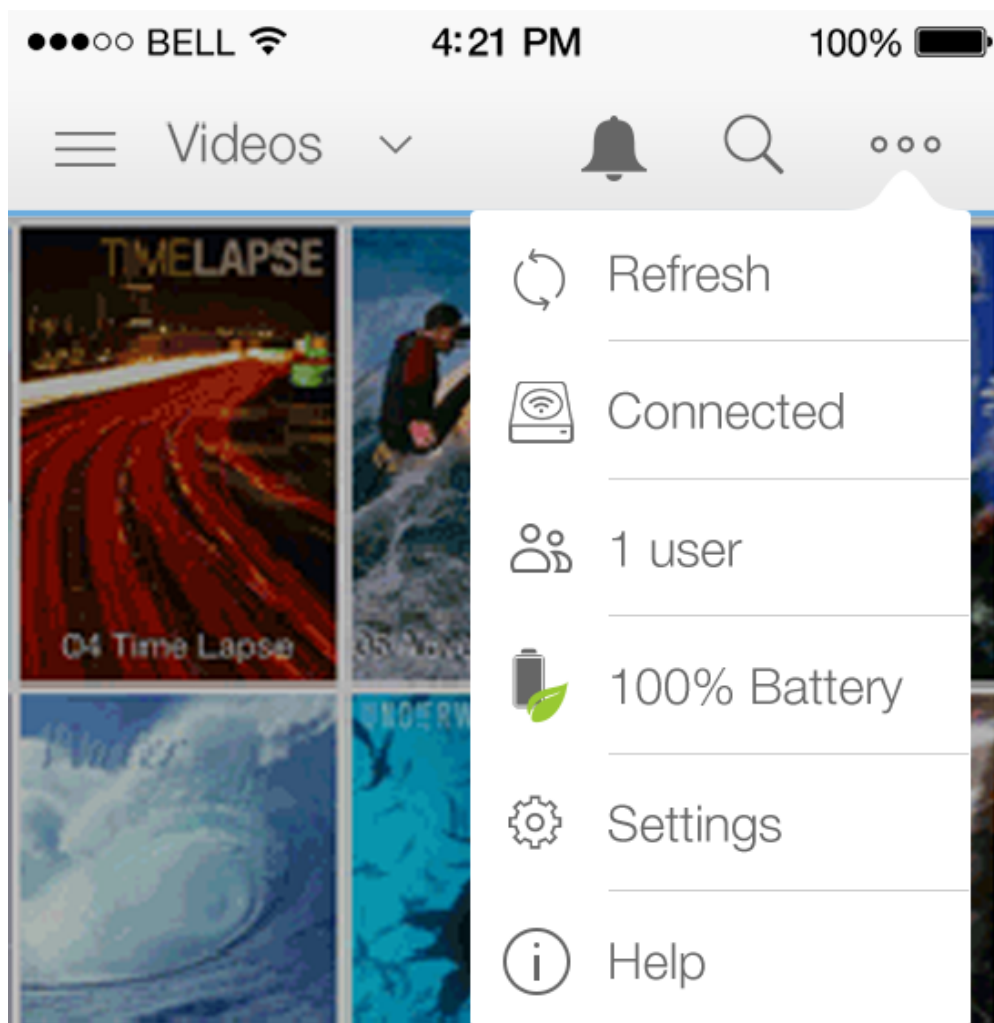 BELL 4:21 PM 100%
Videos
TIMELAPSE
04 Time Lapse
Refresh
Connected
1 user
100% Battery
Settings
Help